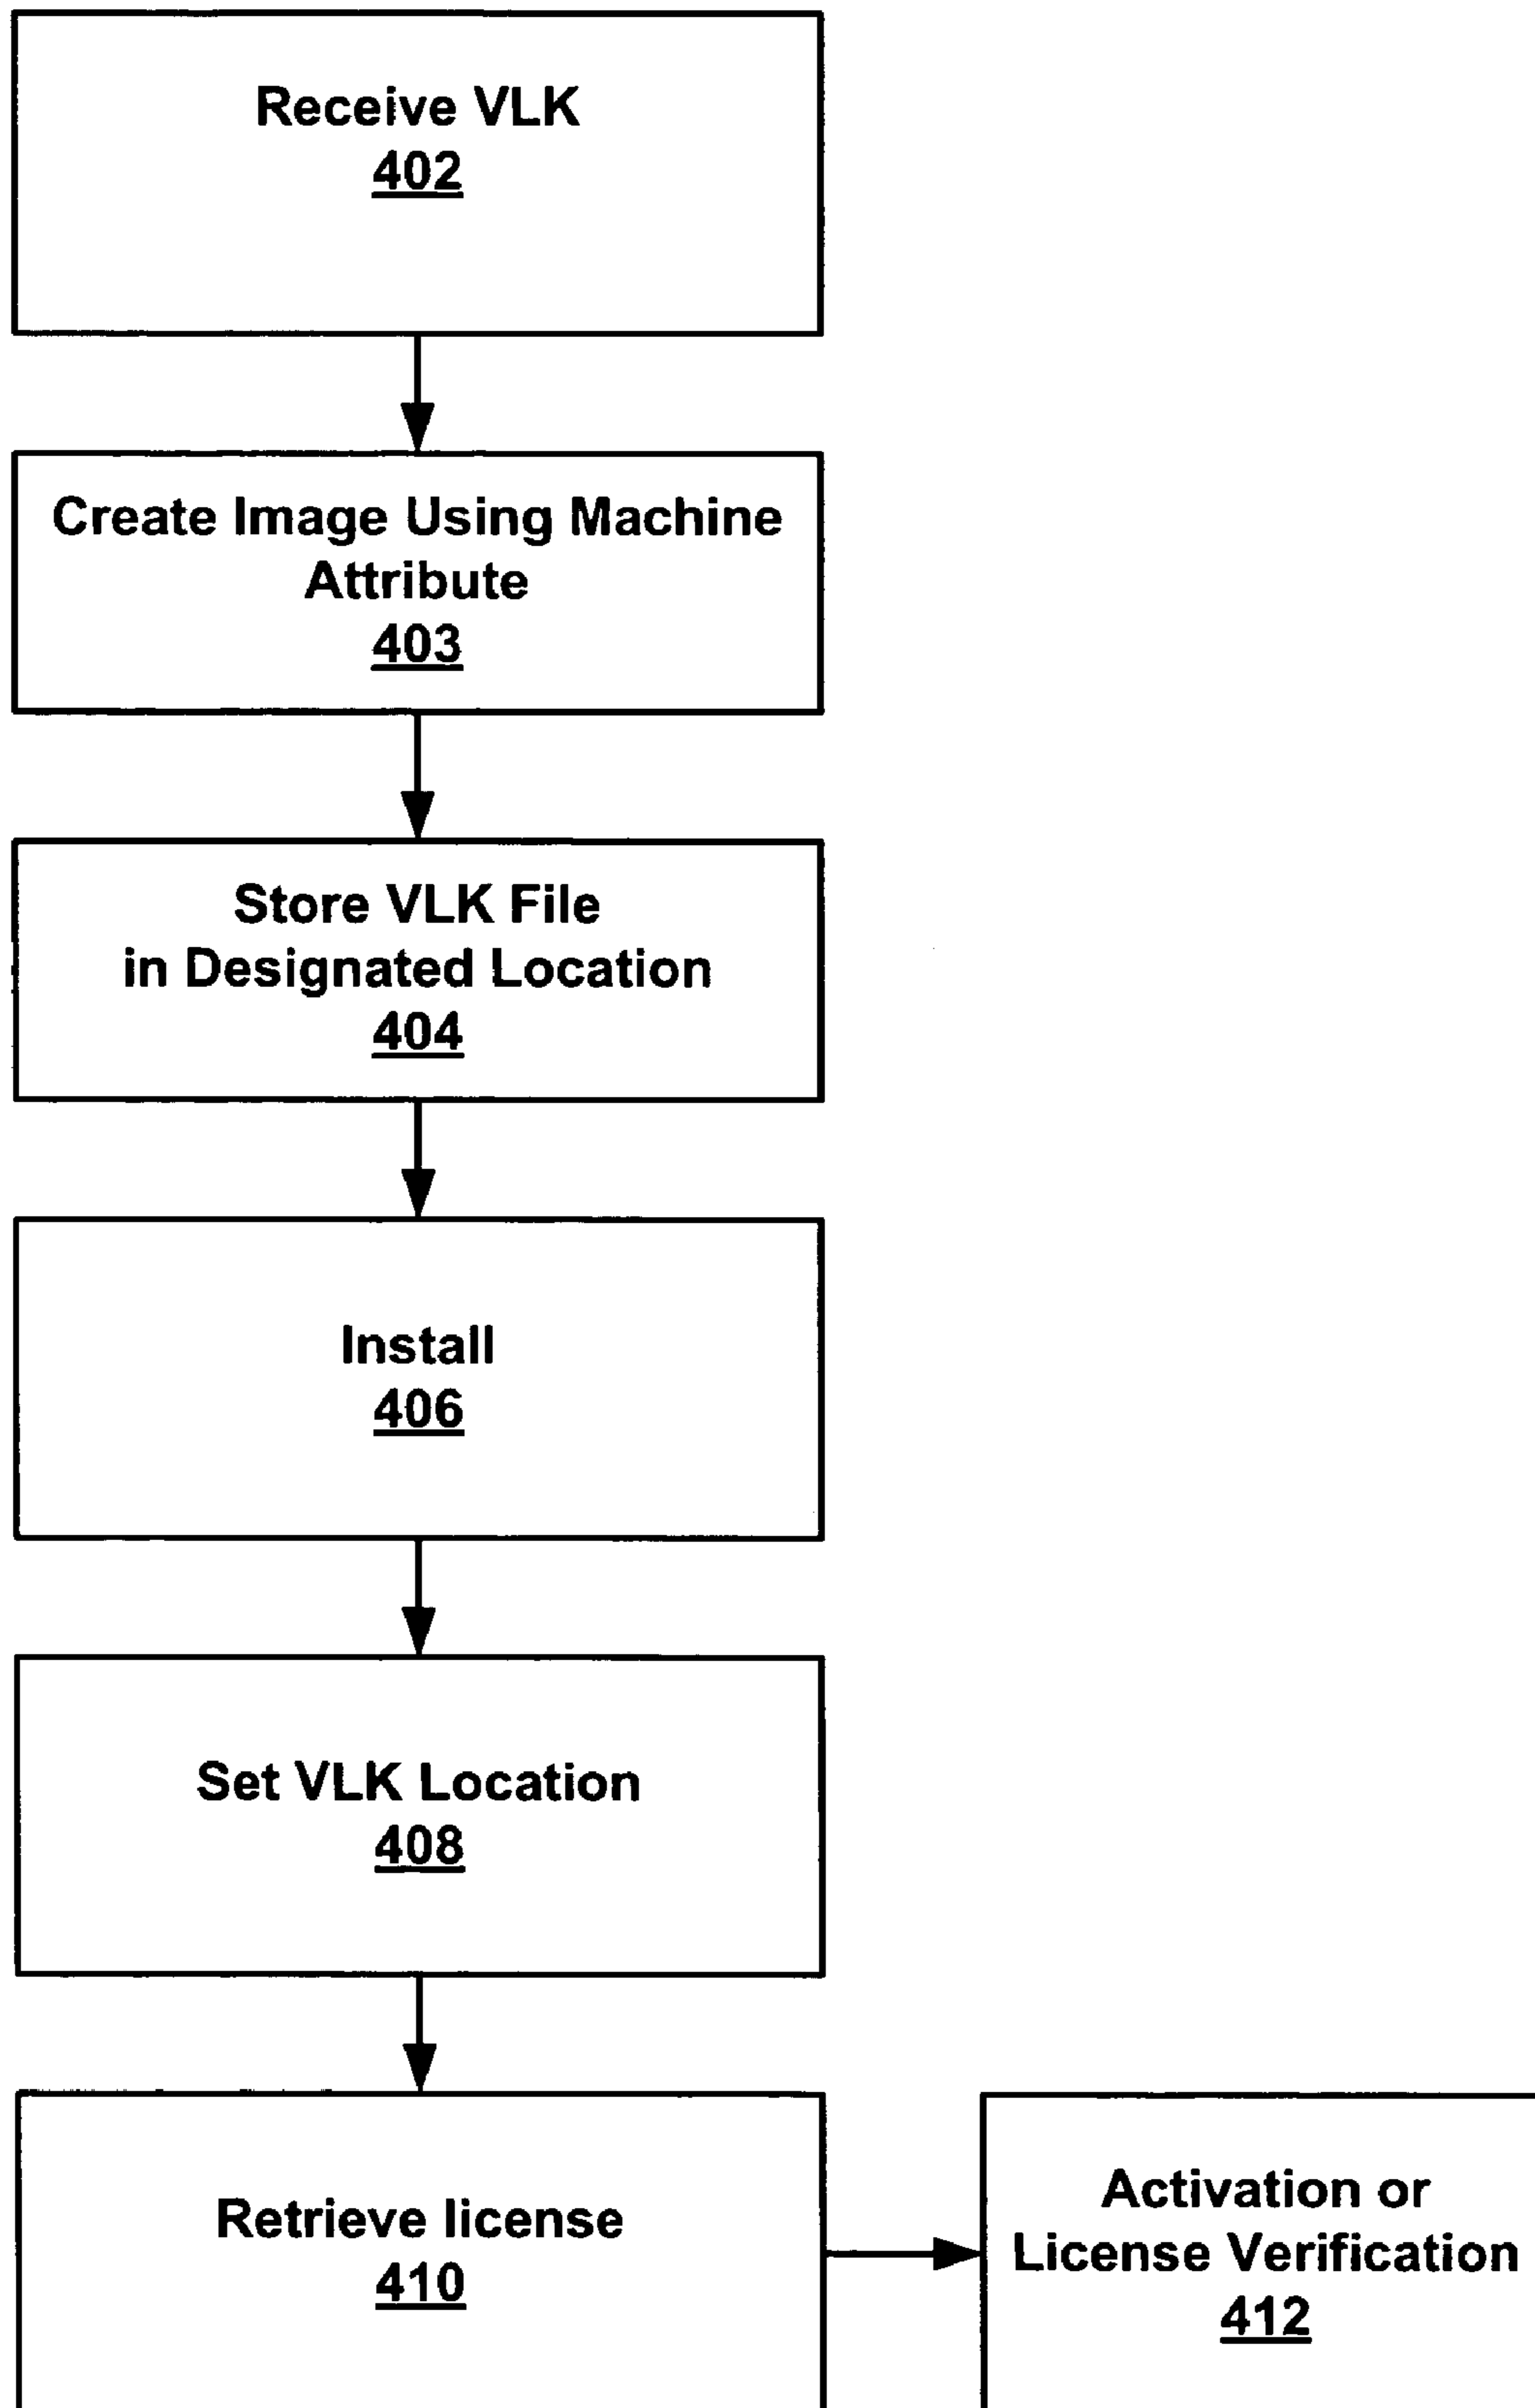 Receive VLK
402
Create Image Using Machine
Attribute
403
Store VLK File
in Designated Location
404
Install
406
Set VLK Location
408
Retrieve license
410
Activation or
License Verification
412